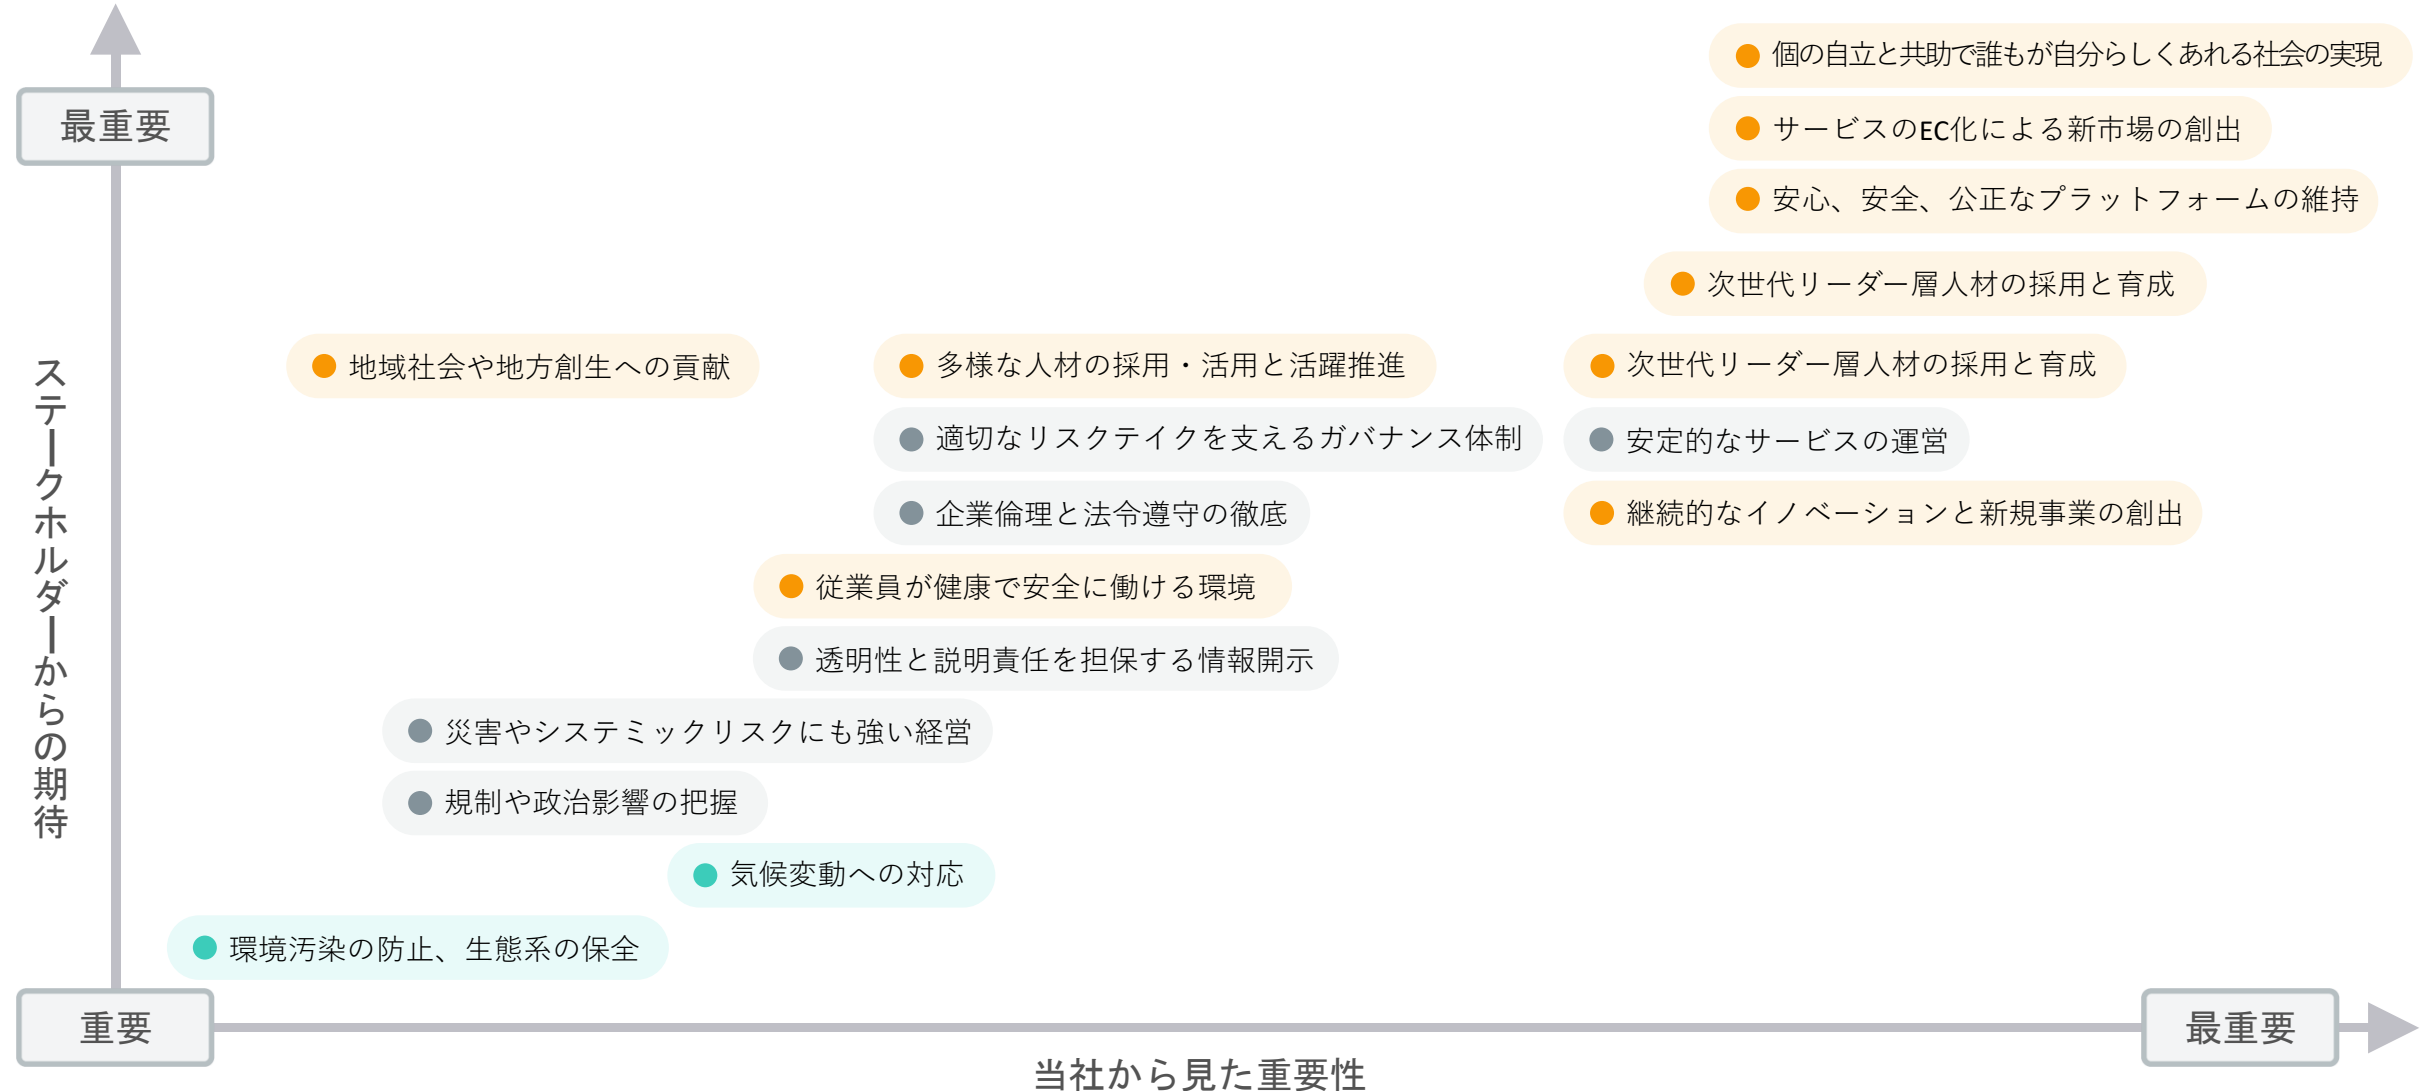 個の自立と共助で誰もが自分らしくあれる社会の実現
最重要
サービスのEC化による新市場の創出
安心、安全、公正なプラットフォームの維持
次世代リーダー層人材の採用と育成
地域社会や地方創生への貢献
多様な人材の採用・活用と活躍推進
次世代リーダー層人材の採用と育成
ステークホルダーからの期待
適切なリスクテイクを支えるガバナンス体制
安定的なサービスの運営
企業倫理と法令遵守の徹底
継続的なイノベーションと新規事業の創出
従業員が健康で安全に働ける環境
透明性と説明責任を担保する情報開示
災害やシステミックリスクにも強い経営
規制や政治影響の把握
気候変動への対応
環境汚染の防止、生態系の保全
重要
最重要
当社から見た重要性